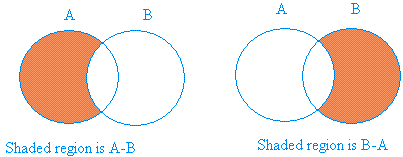 A B
A B
Shaded region is A-B
Shaded region is B-A